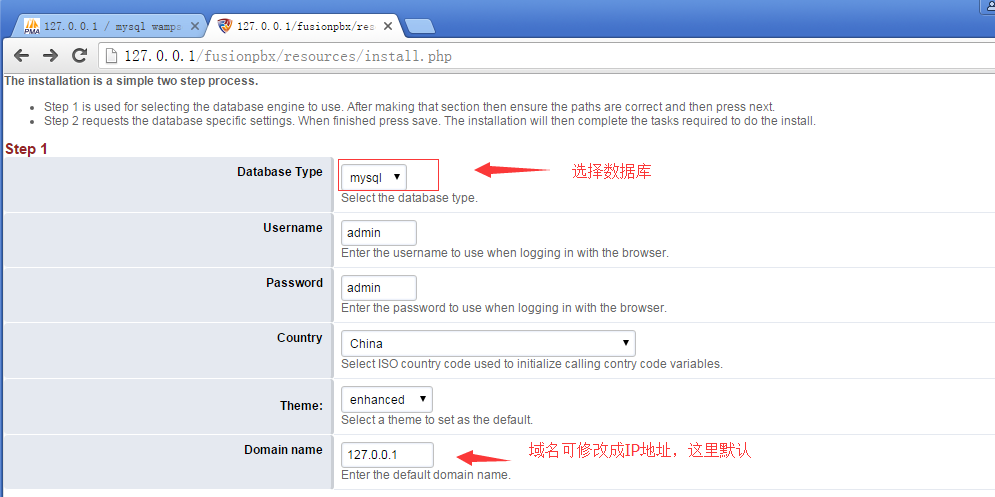 127.0.0.1 / mysql wamps
127.0.0.1/fusionpbx/res
127.0.0.1/fusionpbx/resources/install.php
The installation is a simple two step process.
Step 1 is used for selecting the database engine to use. After making that section then ensure the paths are correct and then press next.
Step 2 requests the database specific settings. When finished press save. The installation will then complete the tasks required to do the install.
Step 1
Database Type
mysql
选择数据库
Select the database type.
Username
admin
Enter the username to use when logging in with the browser.
Password
admin
Enter the password to use when logging in with the browser.
Country
China
Select ISO country code used to initialize calling contry code variables.
Theme:
enhanced
Select a theme to set as the default.
Domain name
127.0.0.1
域名可修改成IP地址，这里默认
Enter the default domain name.